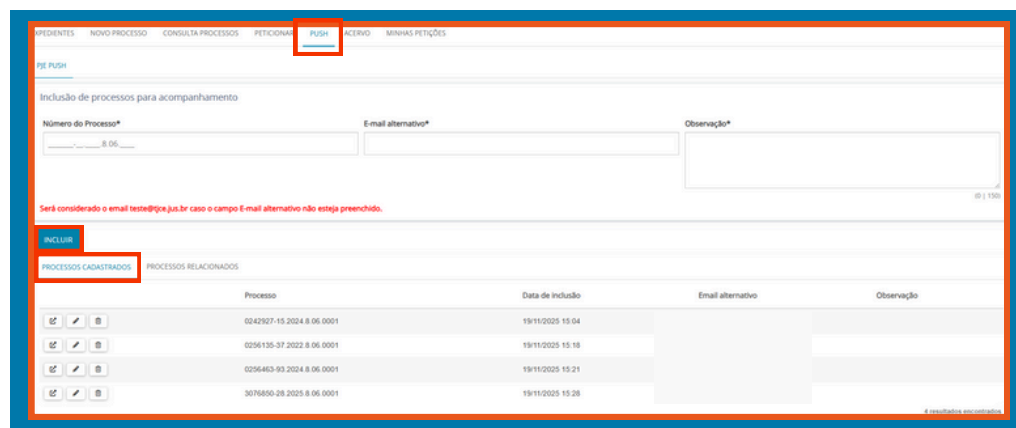 XPEDIENTES NOVO PROCESSO CONSULTA PROCESSOS PETICIONAR PUSH ACERVO MINHAS PETIÇÕES
PJE PUSH
Inclusão de processos para acompanhamento
Número do Processo* E-mail alternativo* Observação*
_______-__.____.8.06.____
(0 | 150)
Será considerado o email teste@tjce.jus.br caso o campo E-mail alternativo não esteja preenchido.
INCLUIR
PROCESSOS CADASTRADOS PROCESSOS RELACIONADOS
Processo Data de inclusão Email alternativo Observação
0242927-15.2024.8.06.0001 19/11/2025 15:04
0256135-37.2022.8.06.0001 19/11/2025 15:18
0256463-93.2024.8.06.0001 19/11/2025 15:21
3076850-28.2025.8.06.0001 19/11/2025 15:28
4 resultados encontrados